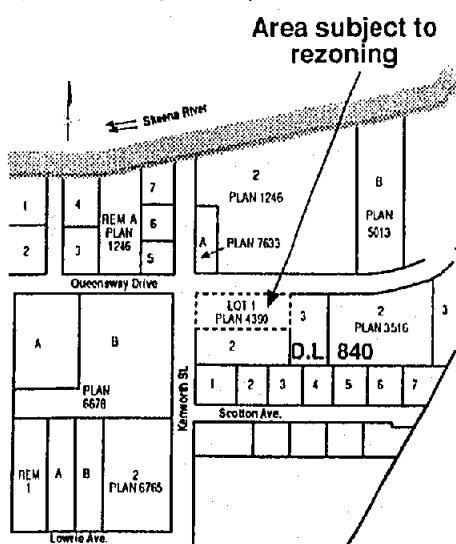 Area subject to
rezoning
Skeena River
1
2
4
3
REM A
PLAN
1246
7
6
5
2
PLAN 1246
A
PLAN 7633
B
PLAN
5013
Queensway Drive
LOT 1
PLAN 4390
2
3
2
PLAN 3516
3
D.L. 840
A
B
PLAN
6678
Kenworth St.
1 2 3 4 5 6 7
Scotton Ave.
REM
1
A
B
2
PLAN 6765
Lowrie Ave.